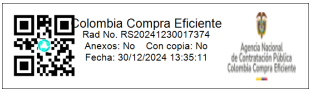 Colombia Compra Eficiente
Rad No. RS20241230017374
Anexos: No Con copia: No
Fecha: 30/12/2024 13:35:11
Agencia Nacional
de Contratación Pública
Colombia Compra Eficiente